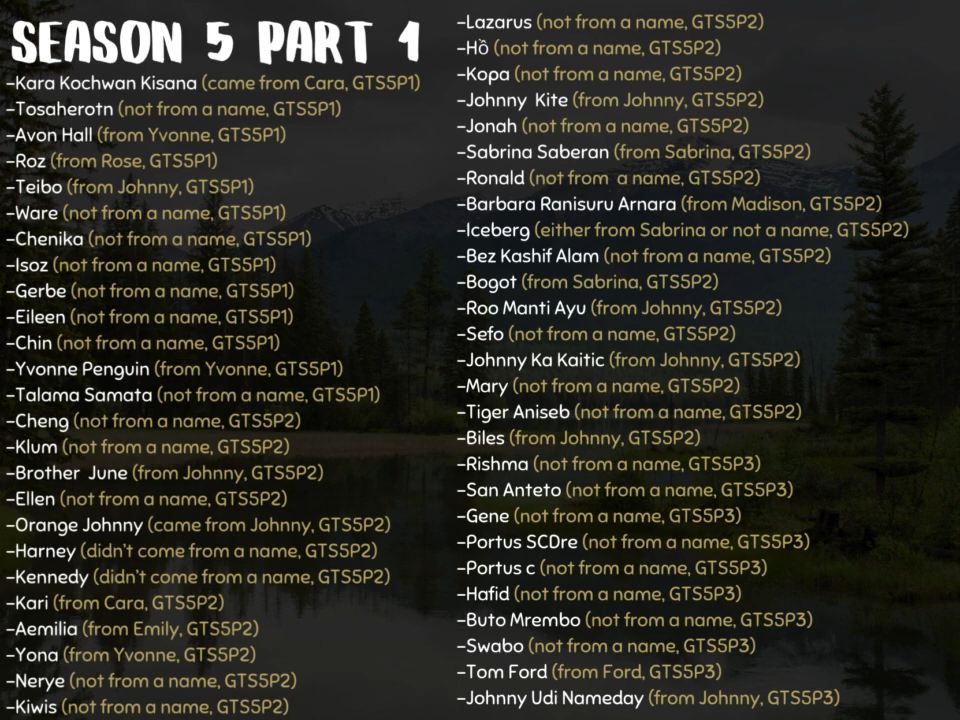 SEASON 5 PART 1
-Kara Kochwan Kisana (came from Cara, GTS5P1)
-Tosaherotn (not from a name, GTS5P1)
-Avon Hall (from Yvonne, GTS5P1)
-Roz (from Rose, GTS5P1)
-Teibo (from Johnny, GTS5P1)
-Ware (not from a name, GTS5P1)
-Chenika (not from a name, GTS5P1)
-Isoz (not from a name, GTS5P1)
-Gerbe (not from a name, GTS5P1)
-Eileen (not from a name, GTS5P1)
-Chin (not from a name, GTS5P1)
-Yvonne Penguin (from Yvonne, GTS5P1)
-Talama Samata (not from a name, GTS5P1)
-Cheng (not from a name, GTS5P2)
-Klum (not from a name, GTS5P2)
-Brother June (from Johnny, GTS5P2)
-Ellen (not from a name, GTS5P2)
-Orange Johnny (came from Johnny, GTS5P2)
-Harney (didn't come from a name, GTS5P2)
-Kennedy (didn't come from a name, GTS5P2)
-Kari (from Cara, GTS5P2)
-Aemilia (from Emily, GTS5P2)
-Yona (from Yvonne, GTS5P2)
-Nerye (not from a name, GTS5P2)
-Kiwis (not from a name, GTS5P2)
-Lazarus (not from a name, GTS5P2)
-Hồ (not from a name, GTS5P2)
-Kopa (not from a name, GTS5P2)
-Johnny Kite (from Johnny, GTS5P2)
-Jonah (not from a name, GTS5P2)
-Sabrina Saberan (from Sabrina, GTS5P2)
-Ronald (not from a name, GTS5P2)
-Barbara Ranisuru Arnara (from Madison, GTS5P2)
-Iceberg (either from Sabrina or not a name, GTS5P2)
-Bez Kashif Alam (not from a name, GTS5P2)
-Bogot (from Sabrina, GTS5P2)
-Roo Manti Ayu (from Johnny, GTS5P2)
-Sefo (not from a name, GTS5P2)
-Johnny Ka Kaitic (from Johnny, GTS5P2)
-Mary (not from a name, GTS5P2)
-Tiger Aniseb (not from a name, GTS5P2)
-Biles (from Johnny, GTS5P2)
-Rishma (not from a name, GTS5P3)
-San Anteto (not from a name, GTS5P3)
-Gene (not from a name, GTS5P3)
-Portus SCDre (not from a name, GTS5P3)
-Portus c (not from a name, GTS5P3)
-Hafid (not from a name, GTS5P3)
-Buto Mrembo (not from a name, GTS5P3)
-Swabo (not from a name, GTS5P3)
-Tom Ford (from Ford, GTS5P3)
-Johnny Udi Nameday (from Johnny, GTS5P3)